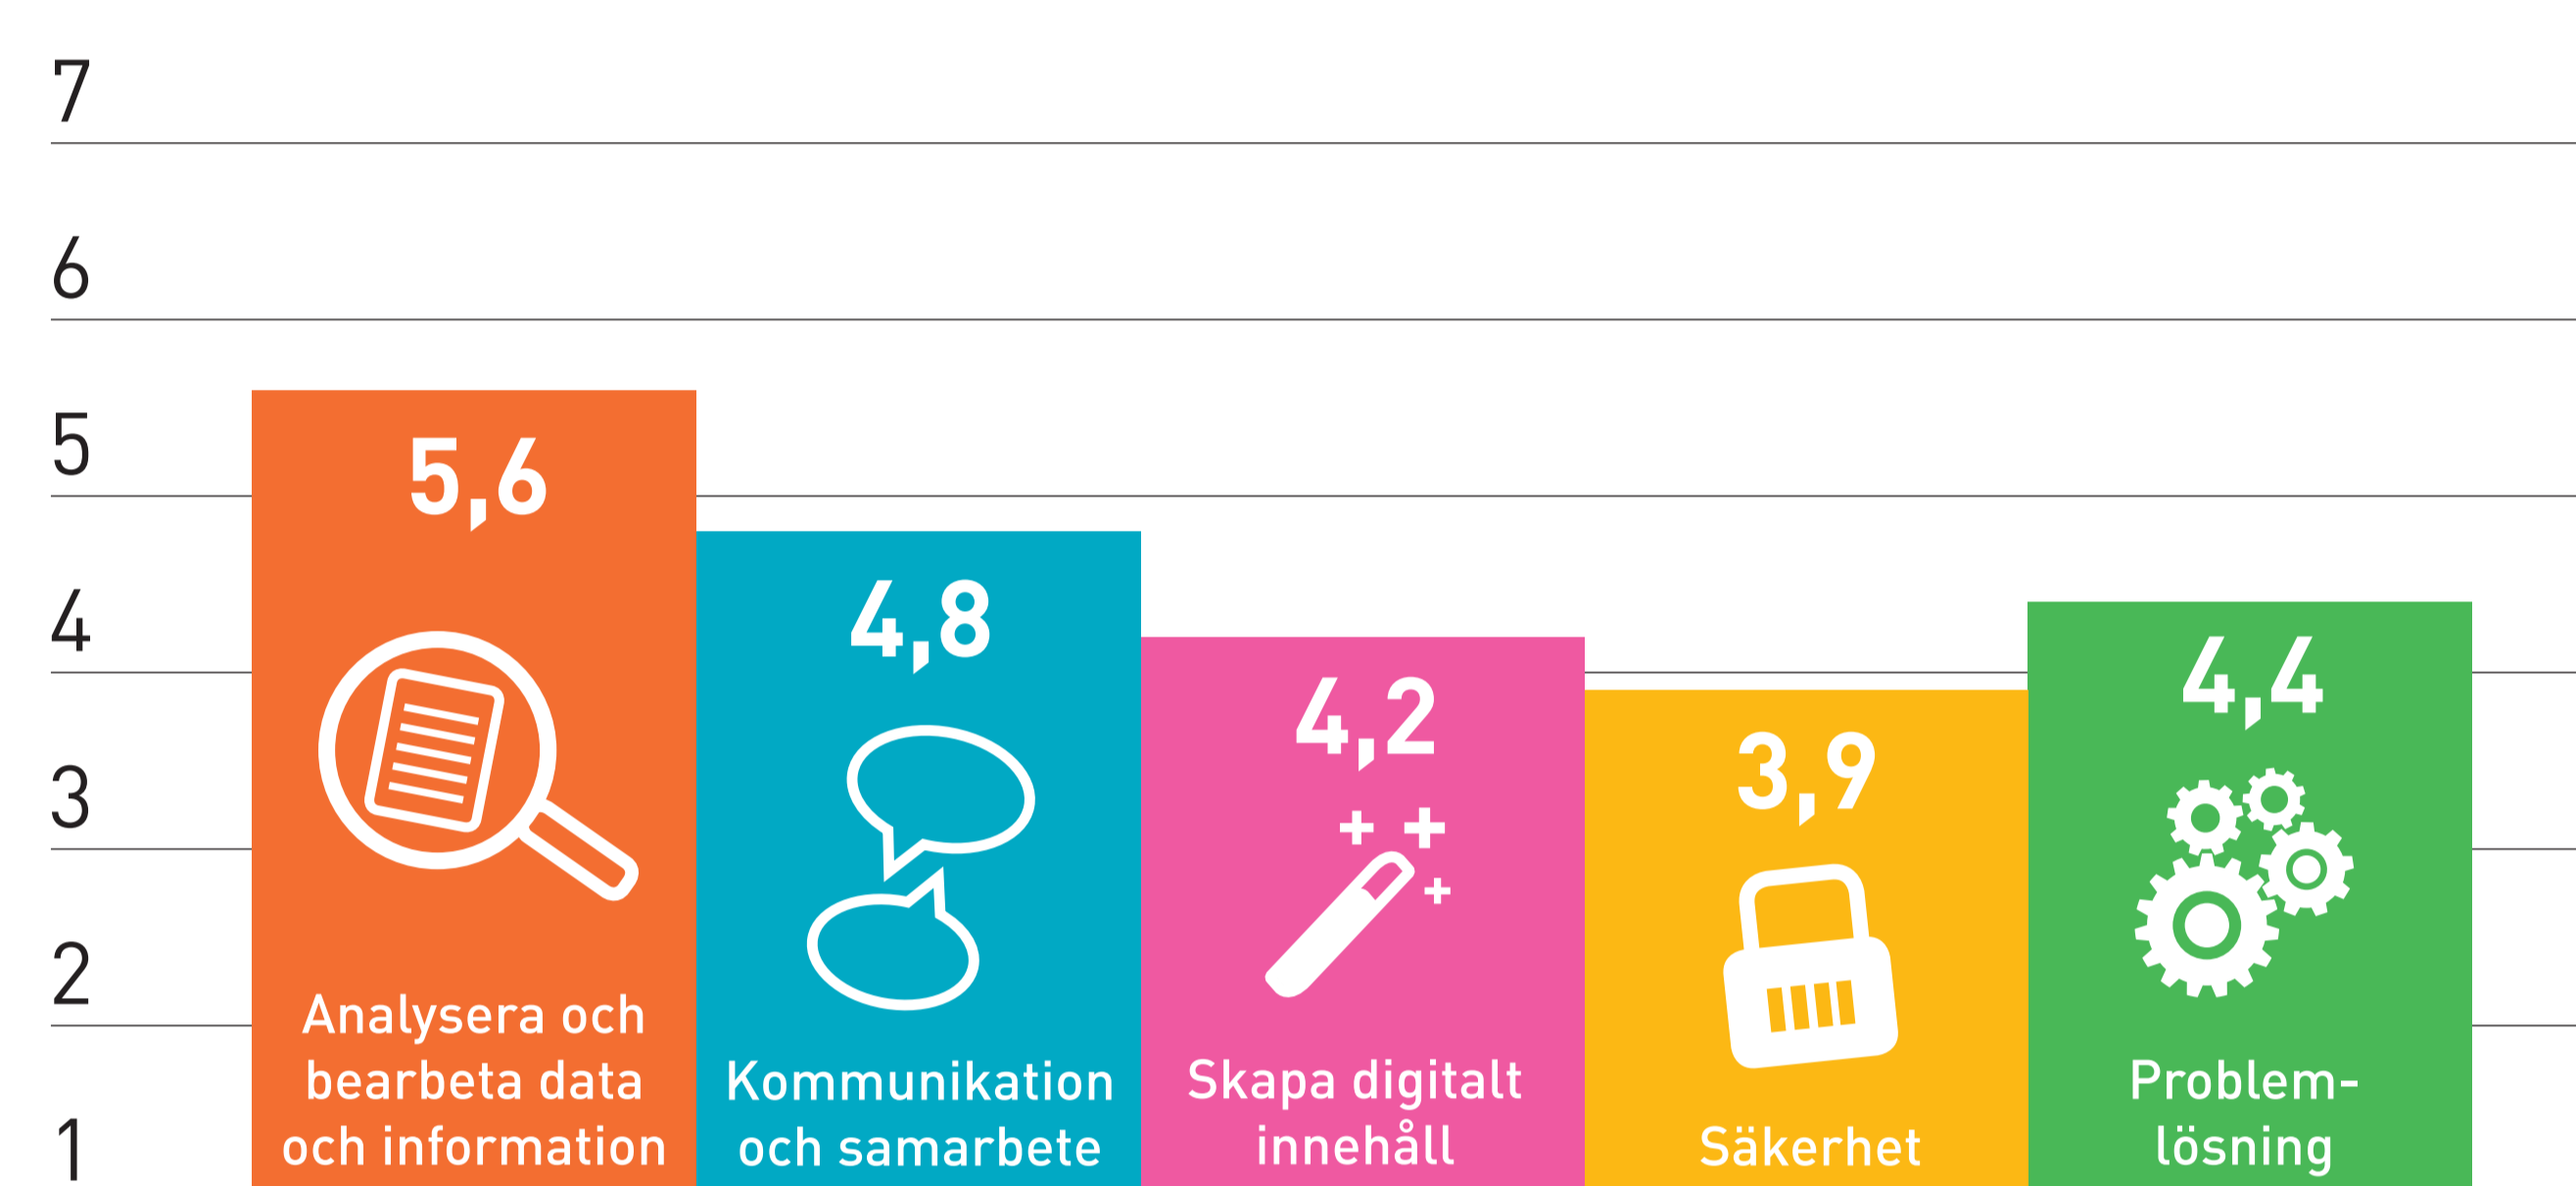 7
6
5
4
3
2
1
5,6
Analysera och
bearbeta data
och information
4,8
Kommunikation
och samarbete
4,2
Skapa digitalt
innehåll
3,9
Säkerhet
4,4
Problem-
lösning